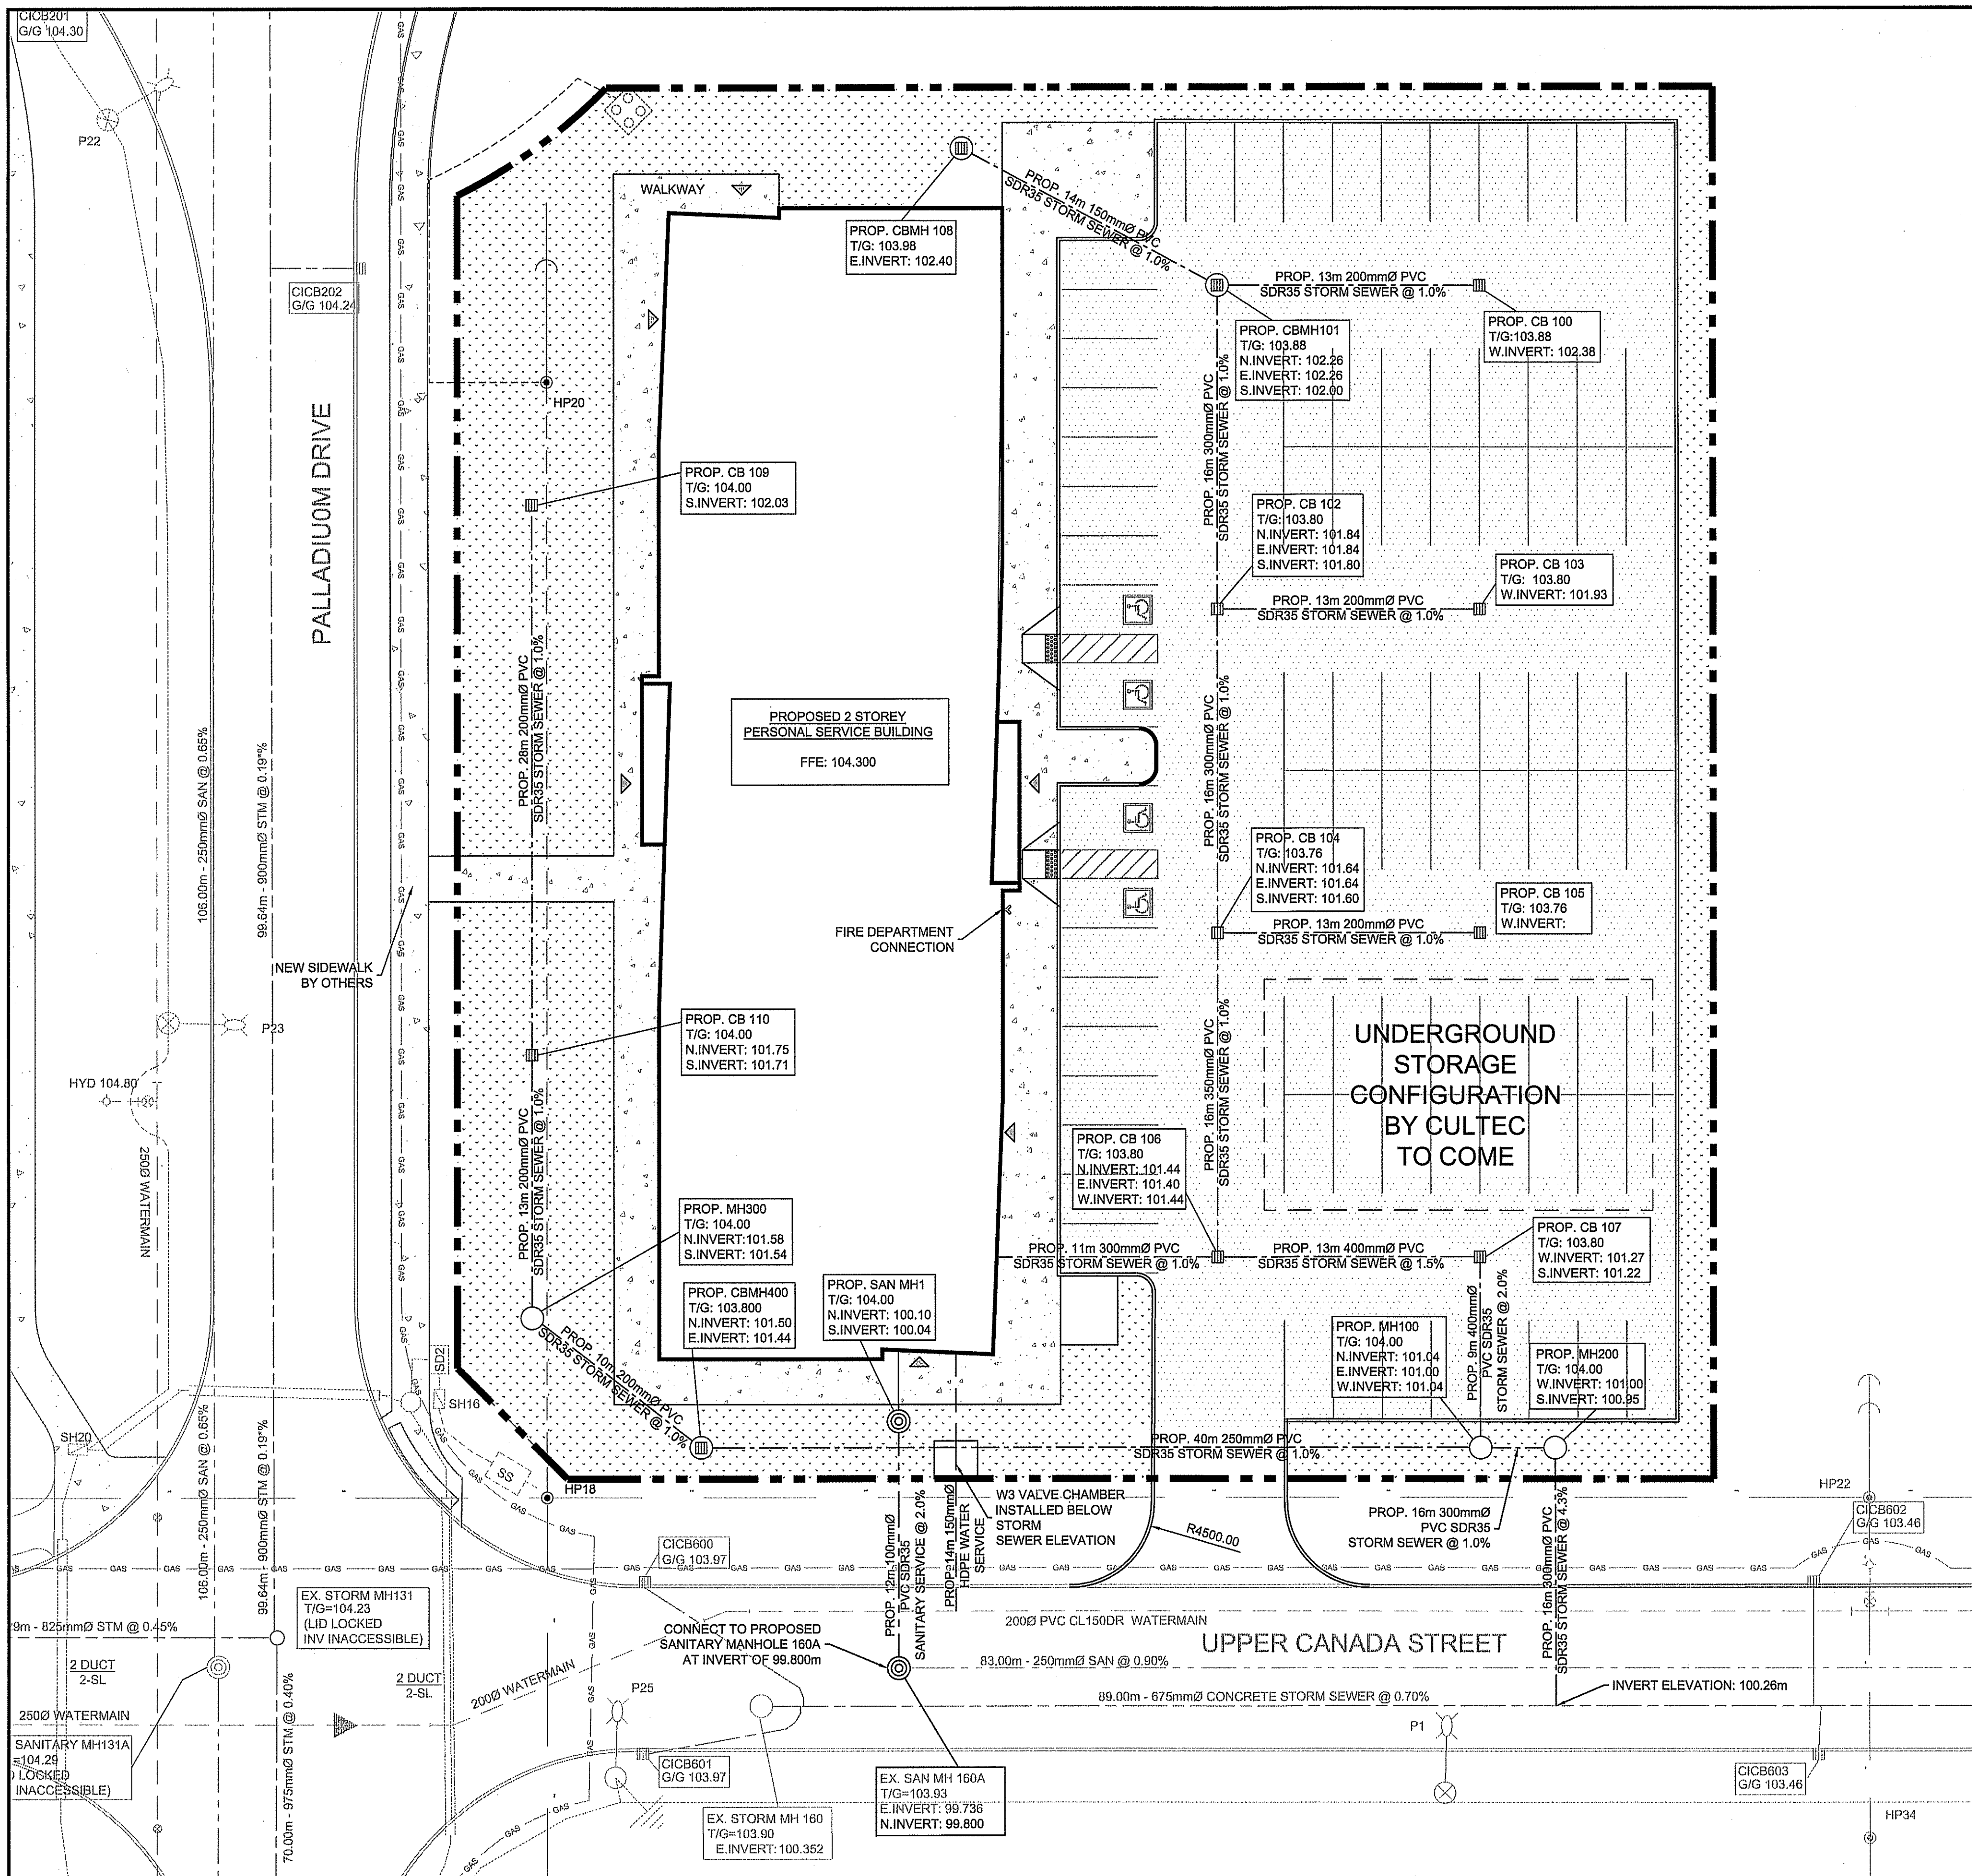 CICB201
G/G 104.30
P22
WALKWAY
PROP. CBMH 108
T/G: 103.98
E.INVERT: 102.40
PROP. 14m 150mmØ PVC
SDR35 STORM SEWER @ 1.0%
PROP. 13m 200mmØ PVC
SDR35 STORM SEWER @ 1.0%
CICB202
G/G 104.24
PROP. CBMH101
T/G: 103.88
N.INVERT: 102.26
E.INVERT: 102.26
S.INVERT: 102.00
PROP. CB 100
T/G:103.88
W.INVERT: 102.38
HP20
PALLADIUOM DRIVE
PROP. 16m 300mmØ PVC
SDR35 STORM SEWER @ 1.0%
PROP. CB 109
T/G: 104.00
S.INVERT: 102.03
PROP. CB 102
T/G: 103.80
N.INVERT: 101.84
E.INVERT: 101.84
S.INVERT: 101.80
PROP. CB 103
T/G: 103.80
W.INVERT: 101.93
PROP. 13m 200mmØ PVC
SDR35 STORM SEWER @ 1.0%
PROP. 28m 200mmØ PVC
SDR35 STORM SEWER @ 1.0%
PROPOSED 2 STOREY
PERSONAL SERVICE BUILDING
FFE: 104.300
PROP. 16m 300mmØ PVC
SDR35 STORM SEWER @ 1.0%
106.00m - 250mmØ SAN @ 0.65%
99.64m - 900mmØ STM @ 0.19*%
PROP. CB 104
T/G: 103.76
N.INVERT: 101.64
E.INVERT: 101.64
S.INVERT: 101.60
PROP. CB 105
T/G: 103.76
W.INVERT:
PROP. 13m 200mmØ PVC
SDR35 STORM SEWER @ 1.0%
FIRE DEPARTMENT
CONNECTION
NEW SIDEWALK
BY OTHERS
P23
HYD 104.80
250Ø WATERMAIN
PROP. CB 110
T/G: 104.00
N.INVERT: 101.75
S.INVERT: 101.71
PROP. 16m 350mmØ PVC
SDR35 STORM SEWER @ 1.0%
UNDERGROUND
STORAGE
CONFIGURATION
BY CULTEC
TO COME
PROP. 13m 200mmØ PVC
SDR35 STORM SEWER @ 1.0%
PROP. CB 106
T/G: 103.80
N.INVERT: 101.44
E.INVERT: 101.40
W.INVERT: 101.44
PROP. MH300
T/G: 104.00
N.INVERT:101.58
S.INVERT: 101.54
PROP. 11m 300mmØ PVC
SDR35 STORM SEWER @ 1.0%
PROP. 13m 400mmØ PVC
SDR35 STORM SEWER @ 1.5%
PROP. CB 107
T/G: 103.80
W.INVERT: 101.27
S.INVERT: 101.22
PROP. CBMH400
T/G: 103.800
N.INVERT: 101.50
E.INVERT: 101.44
PROP. SAN MH1
T/G: 104.00
N.INVERT: 100.10
S.INVERT: 100.04
PROP. 10m 200mmØ PVC
SDR35 STORM SEWER @ 1.0%
PROP. MH100
T/G: 104.00
N.INVERT: 101.04
E.INVERT: 101.00
W.INVERT: 101.04
PROP. 9m 400mmØ
PVC SDR35
STORM SEWER @ 2.0%
PROP. MH200
T/G: 104.00
W.INVERT: 101.00
S.INVERT: 100.95
SD2
SH16
SH20
SS
HP18
PROP. 40m 250mmØ PVC
SDR35 STORM SEWER @ 1.0%
W3 VALVE CHAMBER
INSTALLED BELOW
STORM
SEWER ELEVATION
R4500.00
PROP. 16m 300mmØ
PVC SDR35
STORM SEWER @ 1.0%
HP22
CICB602
G/G 103.46
106.00m - 250mmØ SAN @ 0.65%
99.64m - 900mmØ STM @ 0.19*%
CICB600
G/G 103.97
PROP. 12m 100mmØ
PVC SDR35
SANITARY SERVICE @ 2.0%
PROP. 14m 150mmØ
HDPE WATER
SERVICE
PROP. 16m 300mmØ PVC
SDR35 STORM SEWER @ 4.3%
GAS
EX. STORM MH131
T/G=104.23
(LID LOCKED
INV INACCESSIBLE)
9m - 825mmØ STM @ 0.45%
CONNECT TO PROPOSED
SANITARY MANHOLE 160A
AT INVERT OF 99.800m
200Ø PVC CL150DR WATERMAIN
UPPER CANADA STREET
2 DUCT
2-SL
2 DUCT
2-SL
200Ø WATERMAIN
83.00m - 250mmØ SAN @ 0.90%
89.00m - 675mmØ CONCRETE STORM SEWER @ 0.70%
INVERT ELEVATION: 100.26m
P25
P1
250Ø WATERMAIN
SANITARY MH131A
=104.29
) LOCKED
INACCESSIBLE)
70.00m - 975mmØ STM @ 0.40%
CICB601
G/G 103.97
EX. STORM MH 160
T/G=103.90
E.INVERT:100.352
EX. SAN MH 160A
T/G=103.93
E.INVERT: 99.736
N.INVERT: 99.800
CICB603
G/G 103.46
HP34